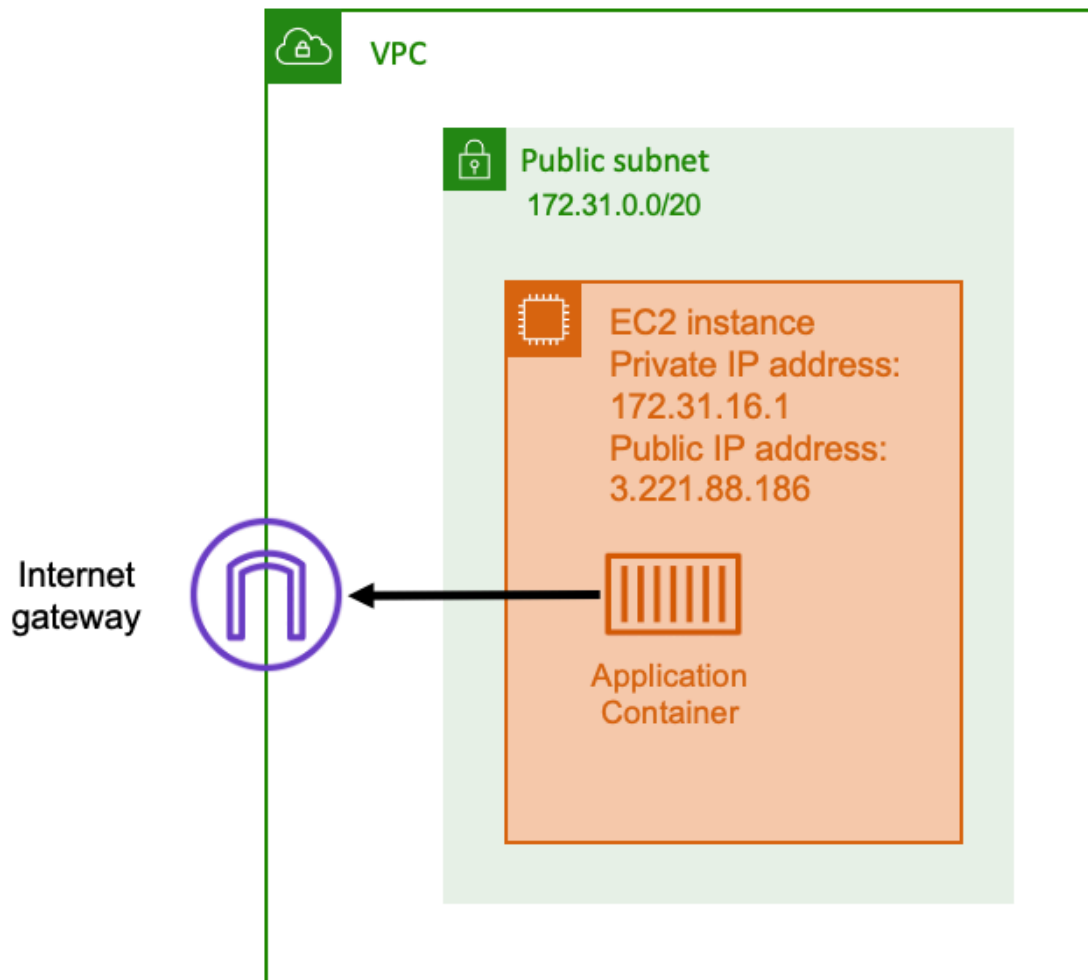 VPC
Public subnet
172.31.0.0/20
EC2 instance
Private IP address:
172.31.16.1
Public IP address:
3.221.88.186
Internet
gateway
Application
Container